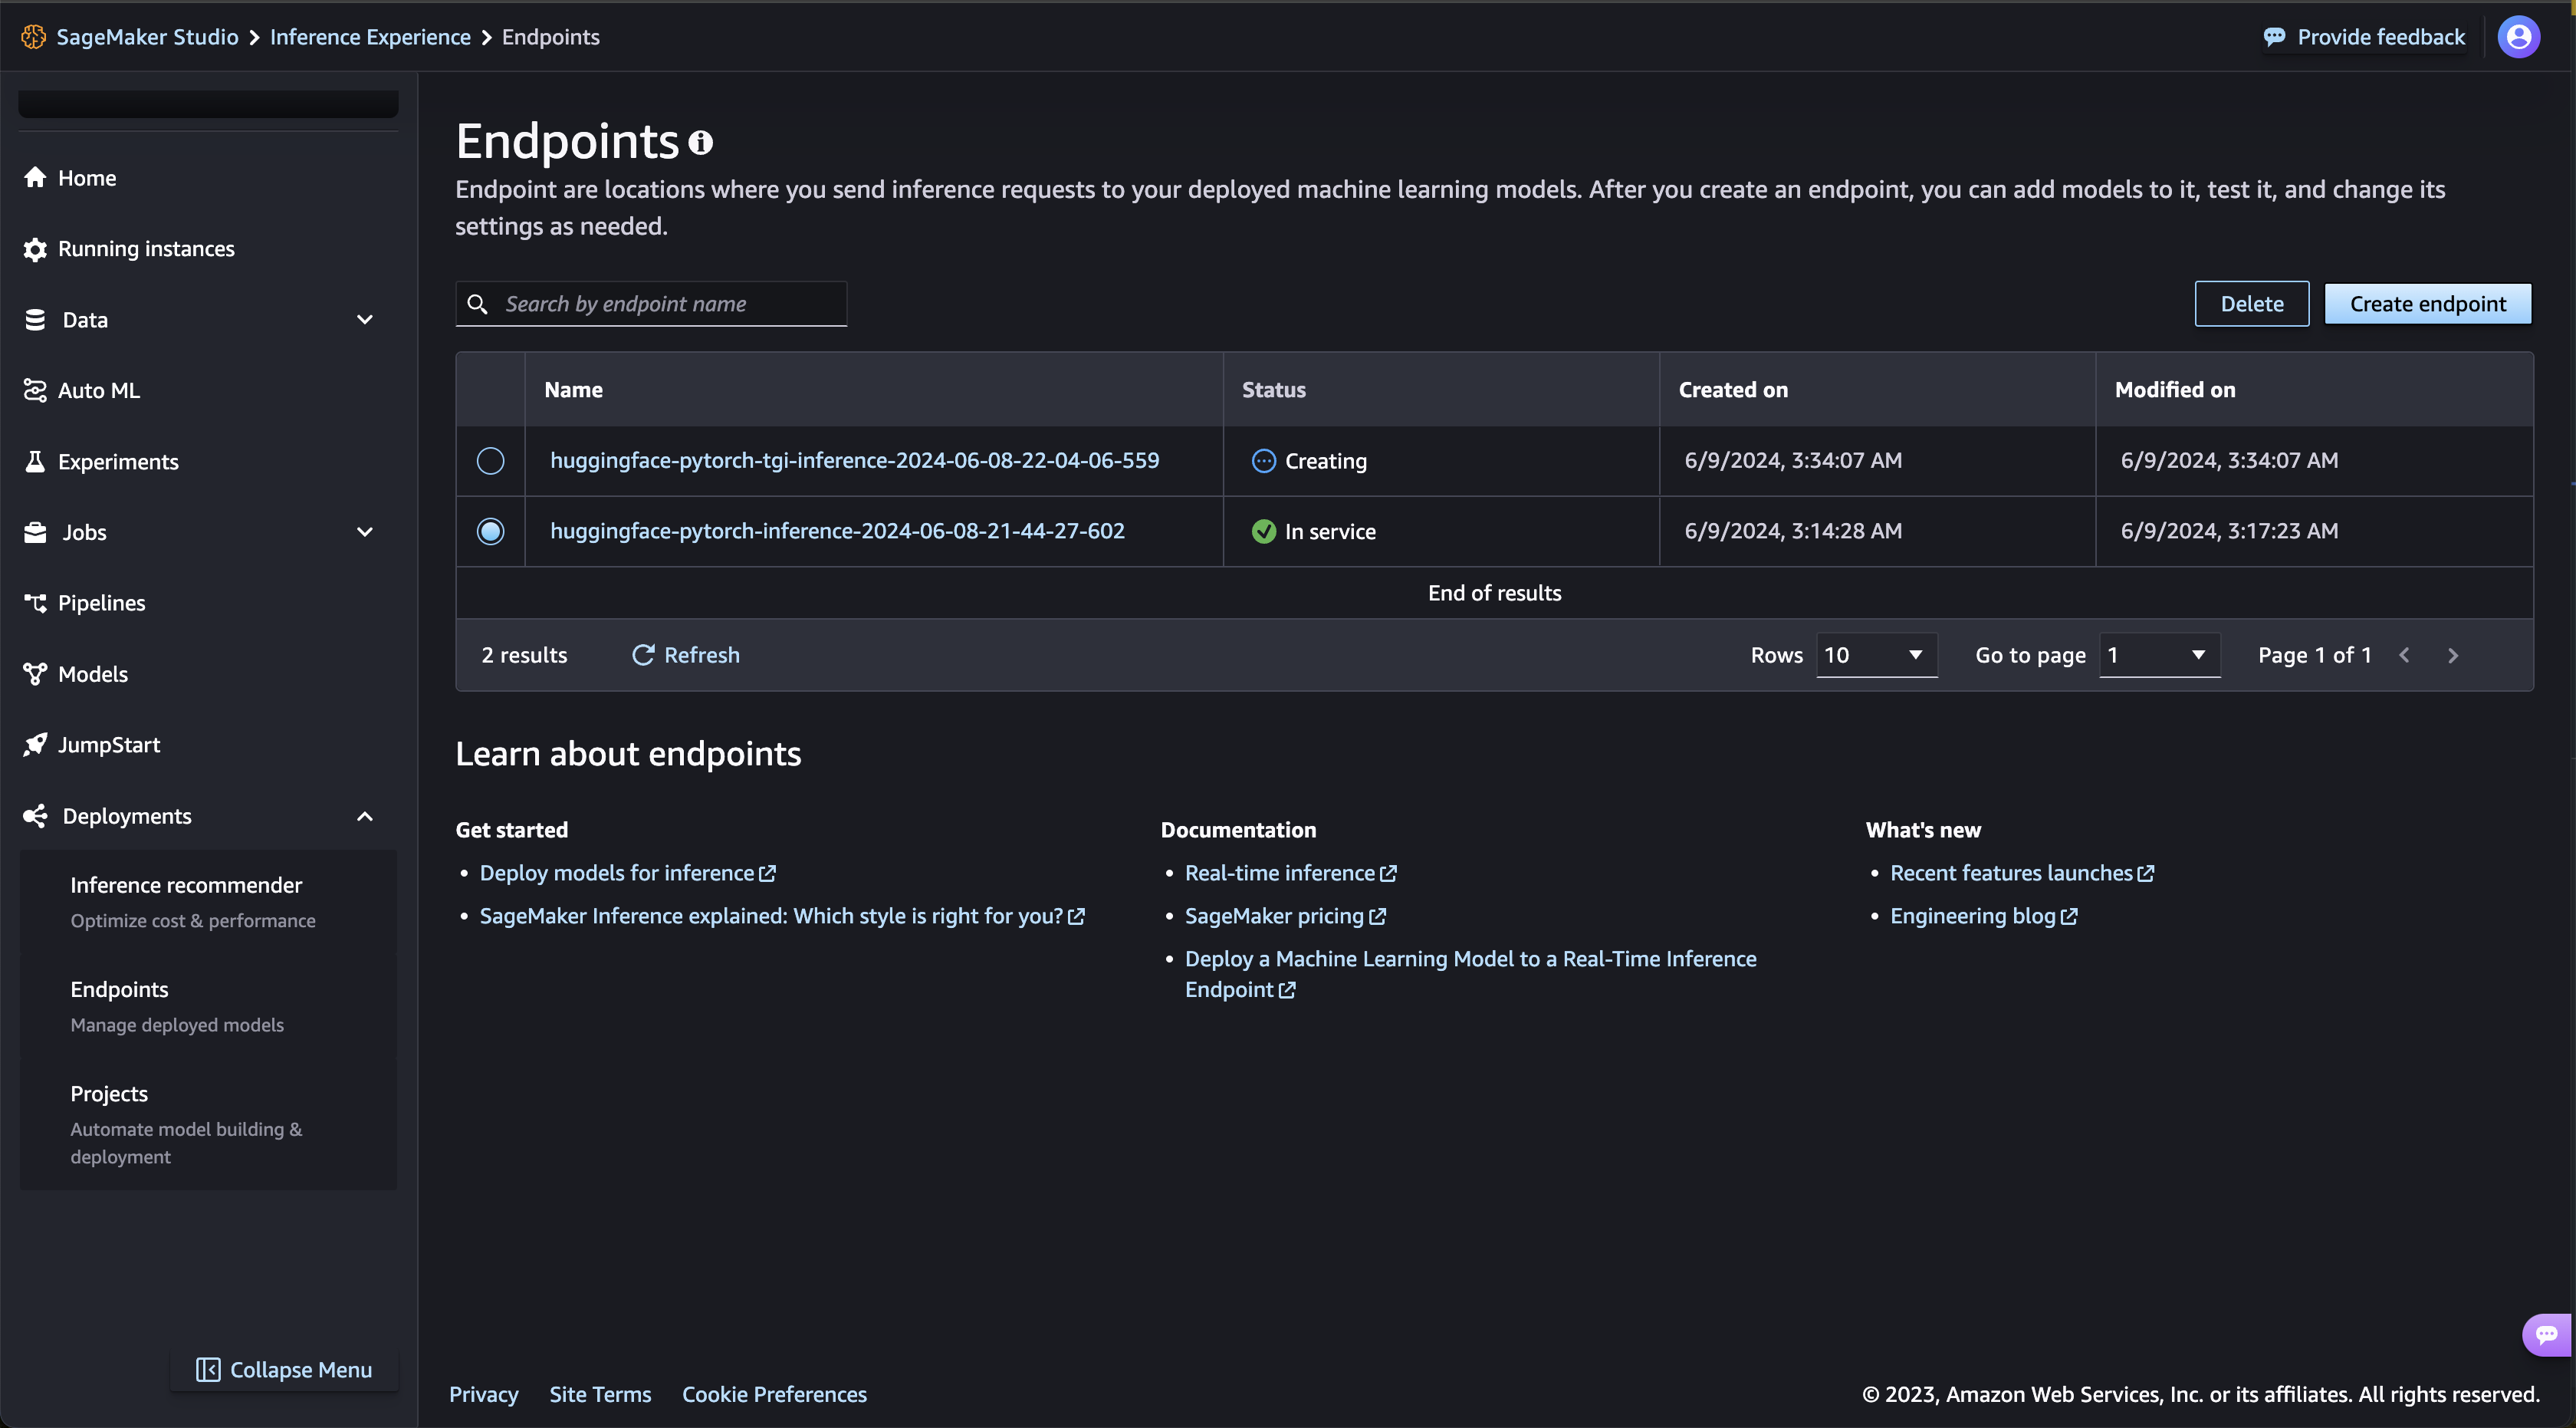 SageMaker Studio > Inference Experience > Endpoints
Provide feedback
Home
Running instances
Data
Auto ML
Experiments
Jobs
Pipelines
Models
JumpStart
Deployments
Inference recommender
Optimize cost & performance
Endpoints
Manage deployed models
Projects
Automate model building &
deployment
Collapse Menu
Endpoints
Endpoint are locations where you send inference requests to your deployed machine learning models. After you create an endpoint, you can add models to it, test it, and change its
settings as needed.
Search by endpoint name
Delete
Create endpoint
Name Status Created on Modified on
huggingface-pytorch-tgi-inference-2024-06-08-22-04-06-559 Creating 6/9/2024, 3:34:07 AM 6/9/2024, 3:34:07 AM
huggingface-pytorch-inference-2024-06-08-21-44-27-602 In service 6/9/2024, 3:14:28 AM 6/9/2024, 3:17:23 AM
End of results
2 results Refresh Rows 10 Go to page 1 Page 1 of 1
Learn about endpoints
Get started
• Deploy models for inference
• SageMaker Inference explained: Which style is right for you?
Documentation
• Real-time inference
• SageMaker pricing
• Deploy a Machine Learning Model to a Real-Time Inference
Endpoint
What's new
• Recent features launches
• Engineering blog
Privacy Site Terms Cookie Preferences
© 2023, Amazon Web Services, Inc. or its affiliates. All rights reserved.